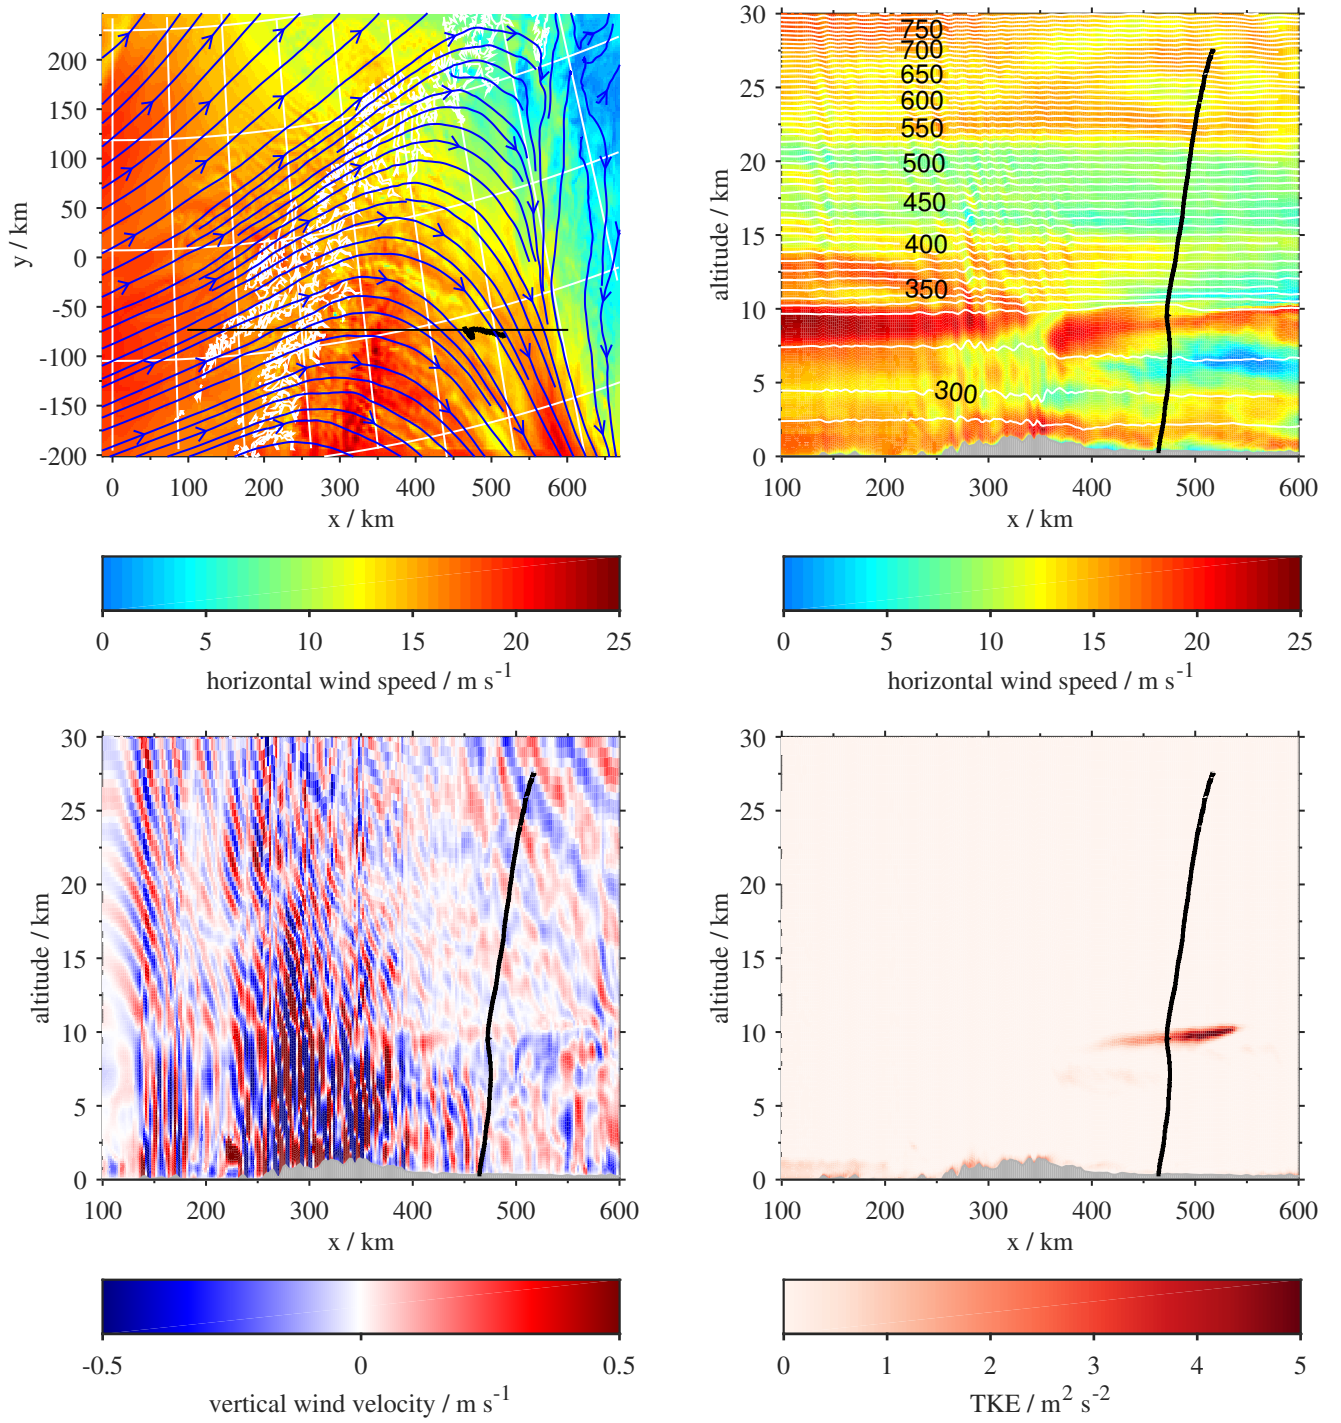 200
150
100
50
0
-50
-100
-150
-200
y / km
0 100 200 300 400 500 600
x / km
0 5 10 15 20 25
horizontal wind speed / m s⁻¹
30
25
20
15
10
5
0
altitude / km
750
700
650
600
550
500
450
400
350
300
100 200 300 400 500 600
x / km
0 5 10 15 20 25
horizontal wind speed / m s⁻¹
30
25
20
15
10
5
0
altitude / km
100 200 300 400 500 600
x / km
-0.5 0 0.5
vertical wind velocity / m s⁻¹
30
25
20
15
10
5
0
altitude / km
100 200 300 400 500 600
x / km
0 1 2 3 4 5
TKE / m² s⁻²